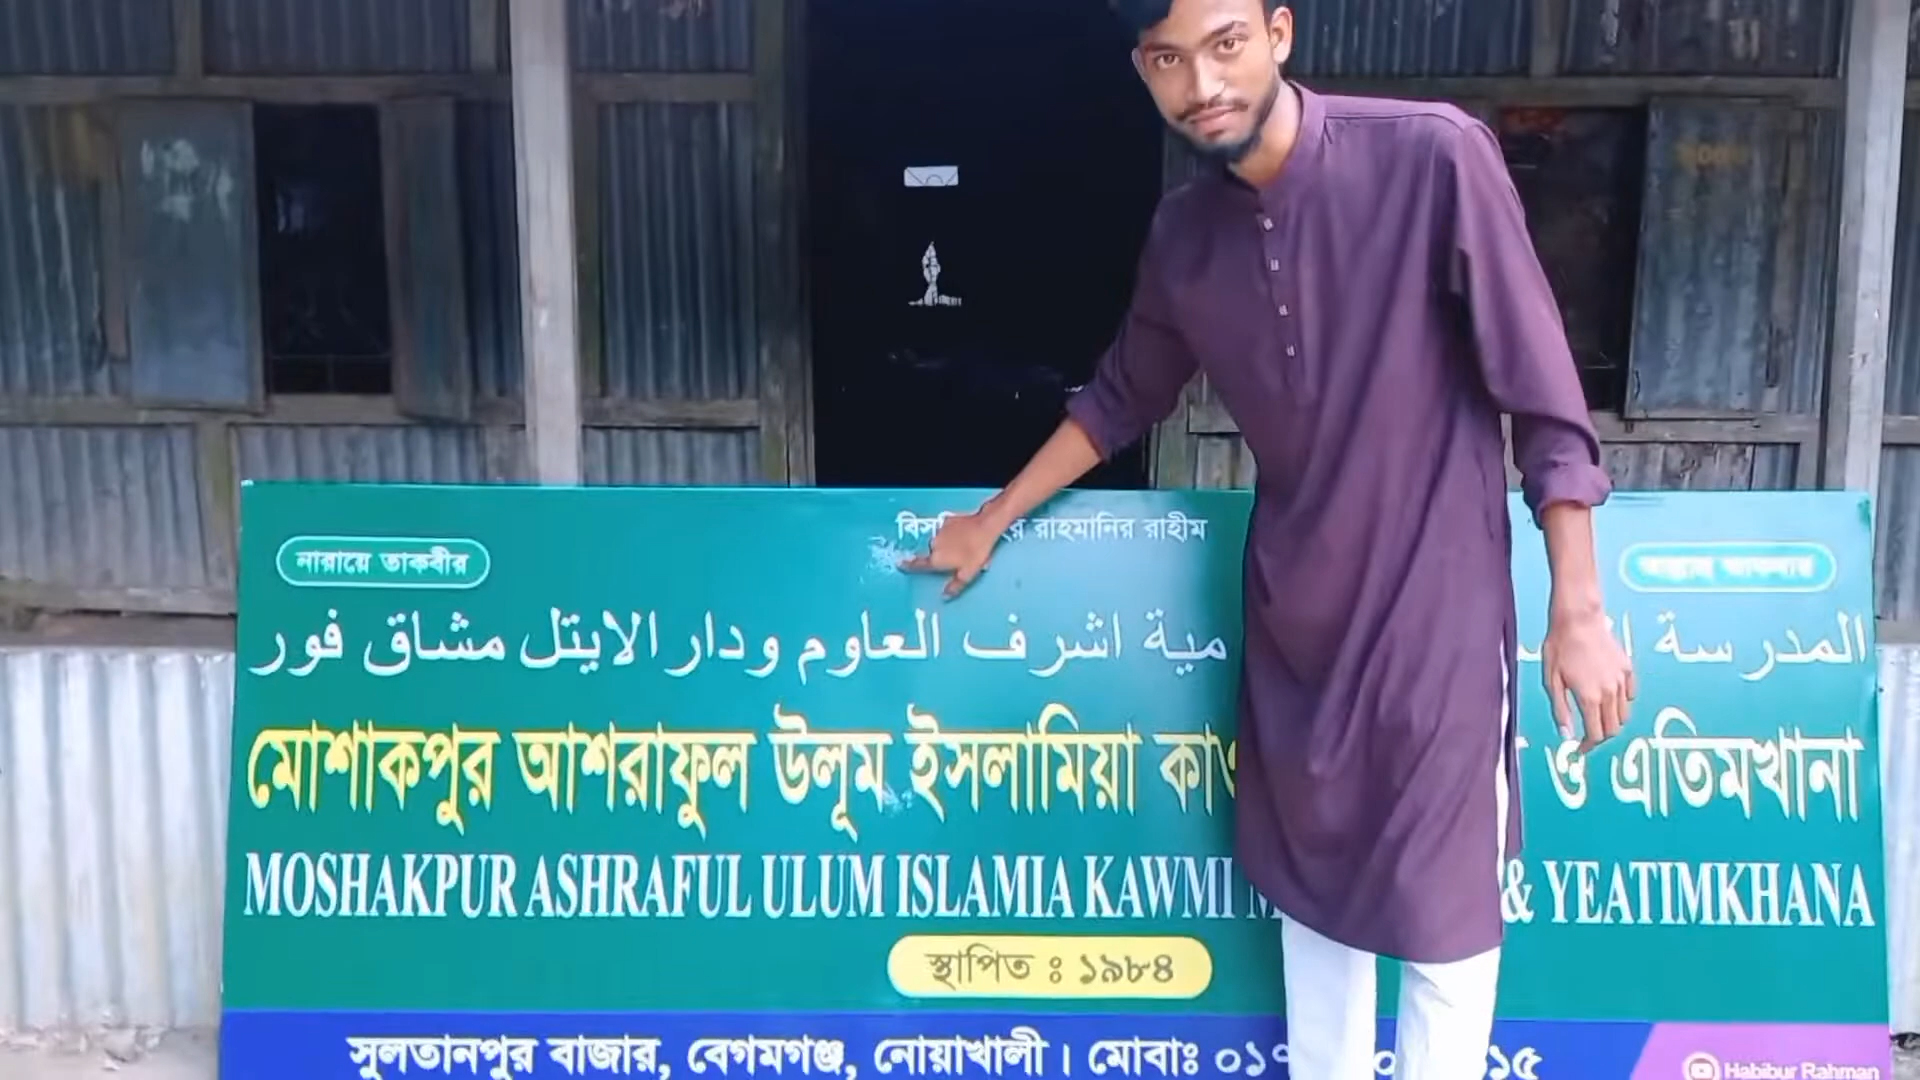 রাহমানির রাহীম
নারায়ে তাকবীর
المدرسة مية اشرف العاوم ودار الايتل مشاق فور
মোশাকপুর আশরাফুল উলূম ইসলামিয়া ও এতিমখানা
MOSHAKPUR ASHRAFUL ULUM ISLAMIA KAWMI & YEATIMKHANA
স্থাপিত ঃ ১৯৮৪
সুলতানপুর বাজার, বেগমগঞ্জ, নোয়াখালী। মোবাঃ
Habibur Rahman